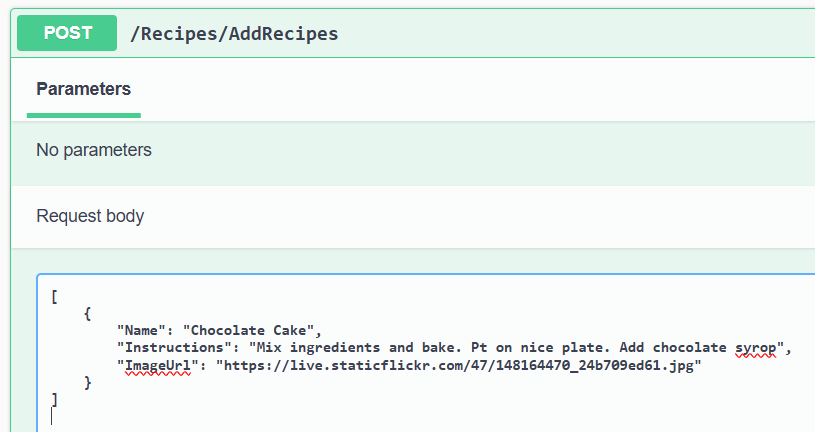 POST /Recipes/AddRecipes
Parameters
No parameters
Request body
[
{
"Name": "Chocolate Cake",
"Instructions": "Mix ingredients and bake. Pt on nice plate. Add chocolate syrop",
"ImageUrl": "https://live.staticflickr.com/47/148164470_24b709ed61.jpg"
}
]